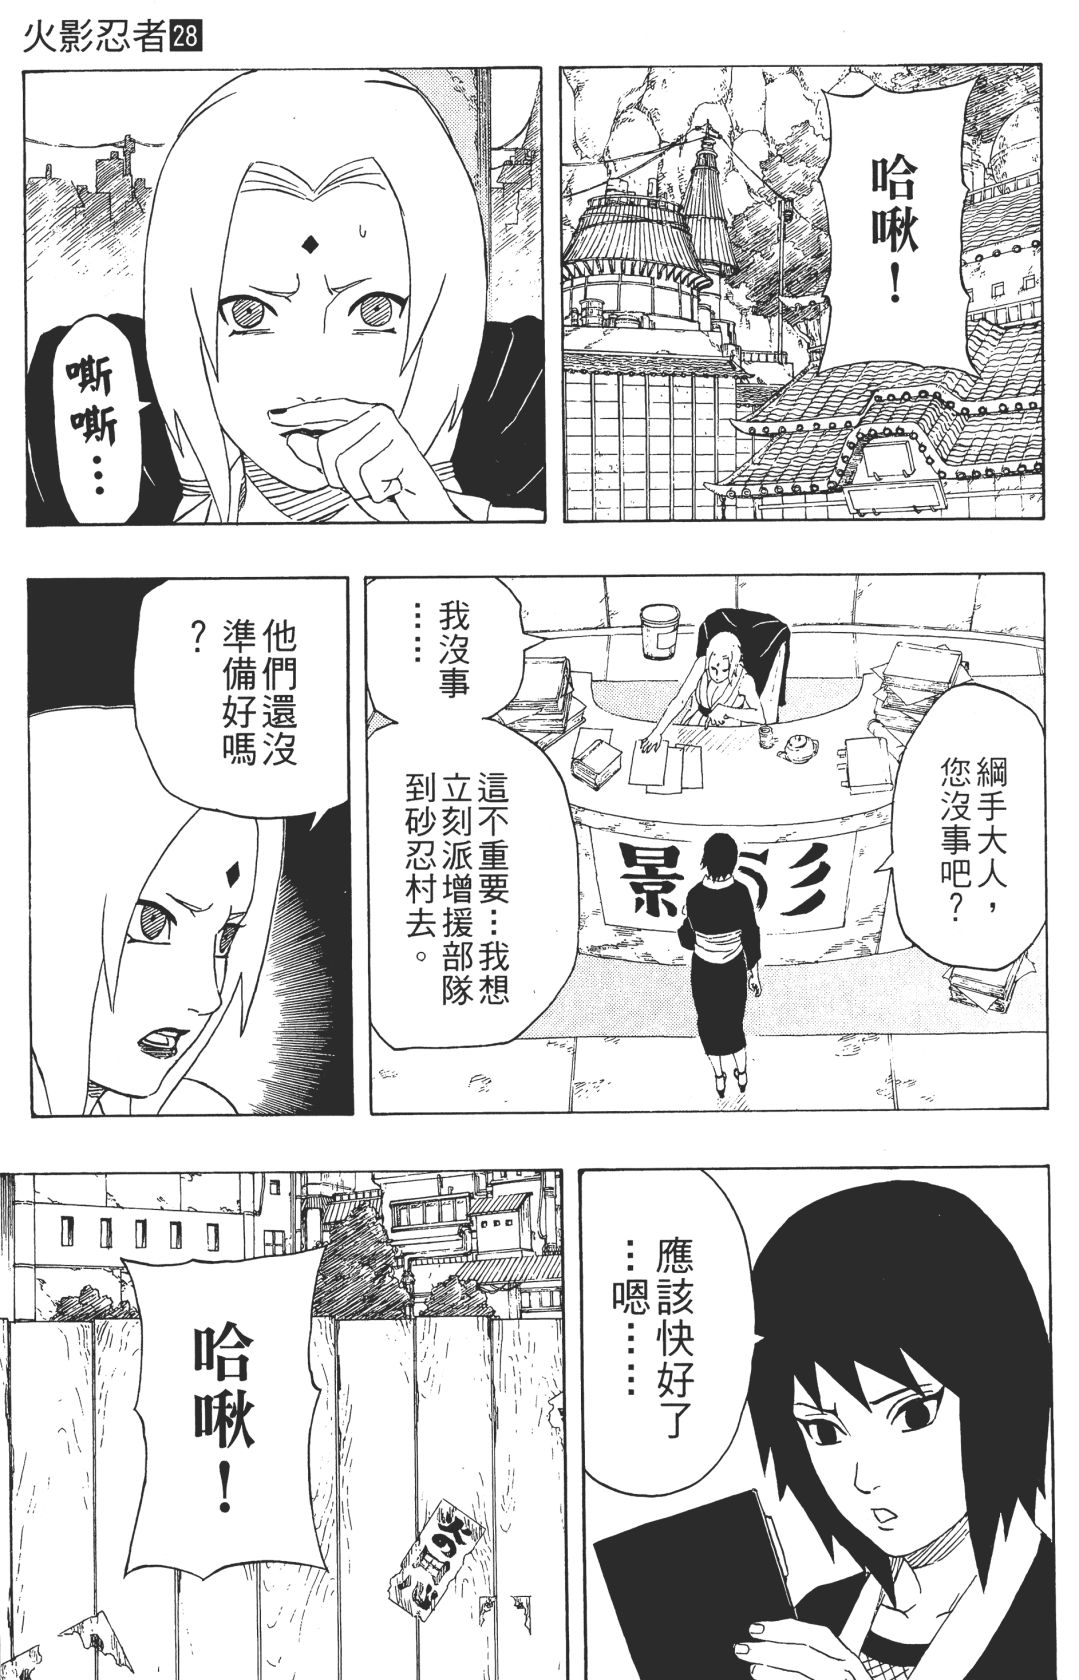 火影忍者28
哈啾！
嘶
嘶…
綱手大人，
您沒事吧？
我沒事
……
這不重要…我想
立刻派增援部隊
到砂忍村去。
他們還沒
準備好嗎
？
影
景
應該快好了
…嗯……
哈啾！